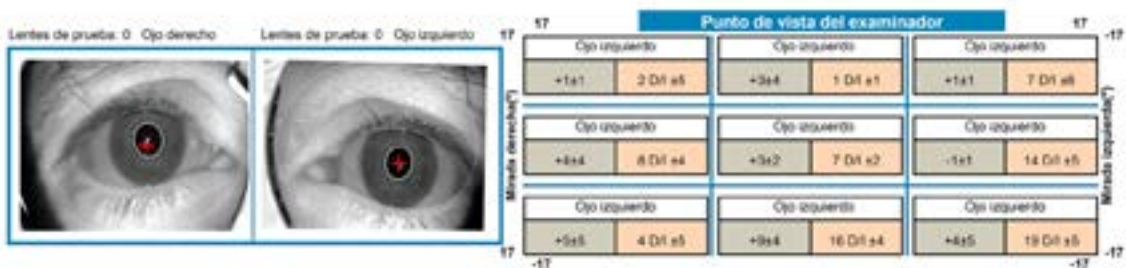 Lentes de prueba: 0 Ojo derecho
Lentes de prueba: 0 Ojo izquierdo
17 Punto de vista del examinador 17
17 -17
Ojo izquierdo Ojo izquierdo Ojo izquierdo
+1±1 2 D/I ±5 +3±4 1 D/I ±1 +1±1 7 D/I ±6
Mirada derecha(°)
Mirada izquierda(°)
Ojo izquierdo Ojo izquierdo Ojo izquierdo
+4±4 8 D/I ±4 +3±2 7 D/I ±2 -1±1 14 D/I ±5
Ojo izquierdo Ojo izquierdo Ojo izquierdo
+5±5 4 D/I ±5 +9±4 16 D/I ±4 +4±5 19 D/I ±5
17 -17
-17 -17